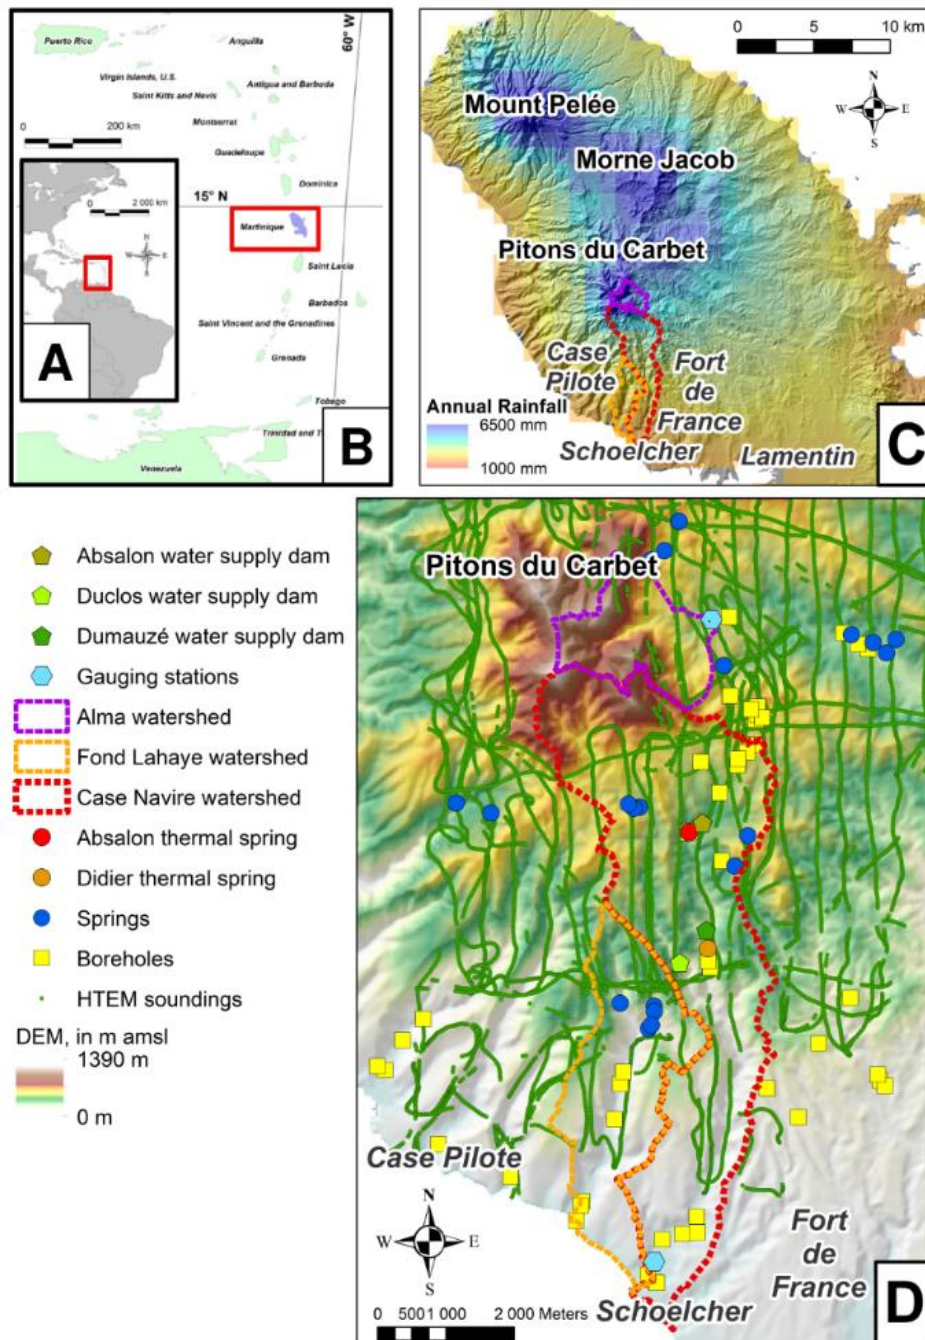 Puerto Rico
Anguilla
60° W
Virgin Islands, U.S.
Antigua and Barbuda
Saint Kitts and Nevis
Montserrat
0 200 km
Guadeloupe
Dominica
15° N
0 2 000 km
Martinique
Saint Lucia
Barbados
Saint Vincent and the Grenadines
Grenada
Tobago
Trinidad and T
Venezuela
A
B
0 5 10 km
Mount Pelée
N
W E
S
Morne Jacob
Pitons du Carbet
Case
Pilote
Fort
de
France
Annual Rainfall
6500 mm
1000 mm
Schoelcher
Lamentin
C
Absalon water supply dam
Duclos water supply dam
Dumauzé water supply dam
Gauging stations
Alma watershed
Fond Lahaye watershed
Case Navire watershed
Absalon thermal spring
Didier thermal spring
Springs
Boreholes
HTEM soundings
DEM, in m amsl
1390 m
0 m
Pitons du Carbet
Case Pilote
N
W E
S
Fort
de
France
Schoelcher
0 500 1 000 2 000 Meters
D